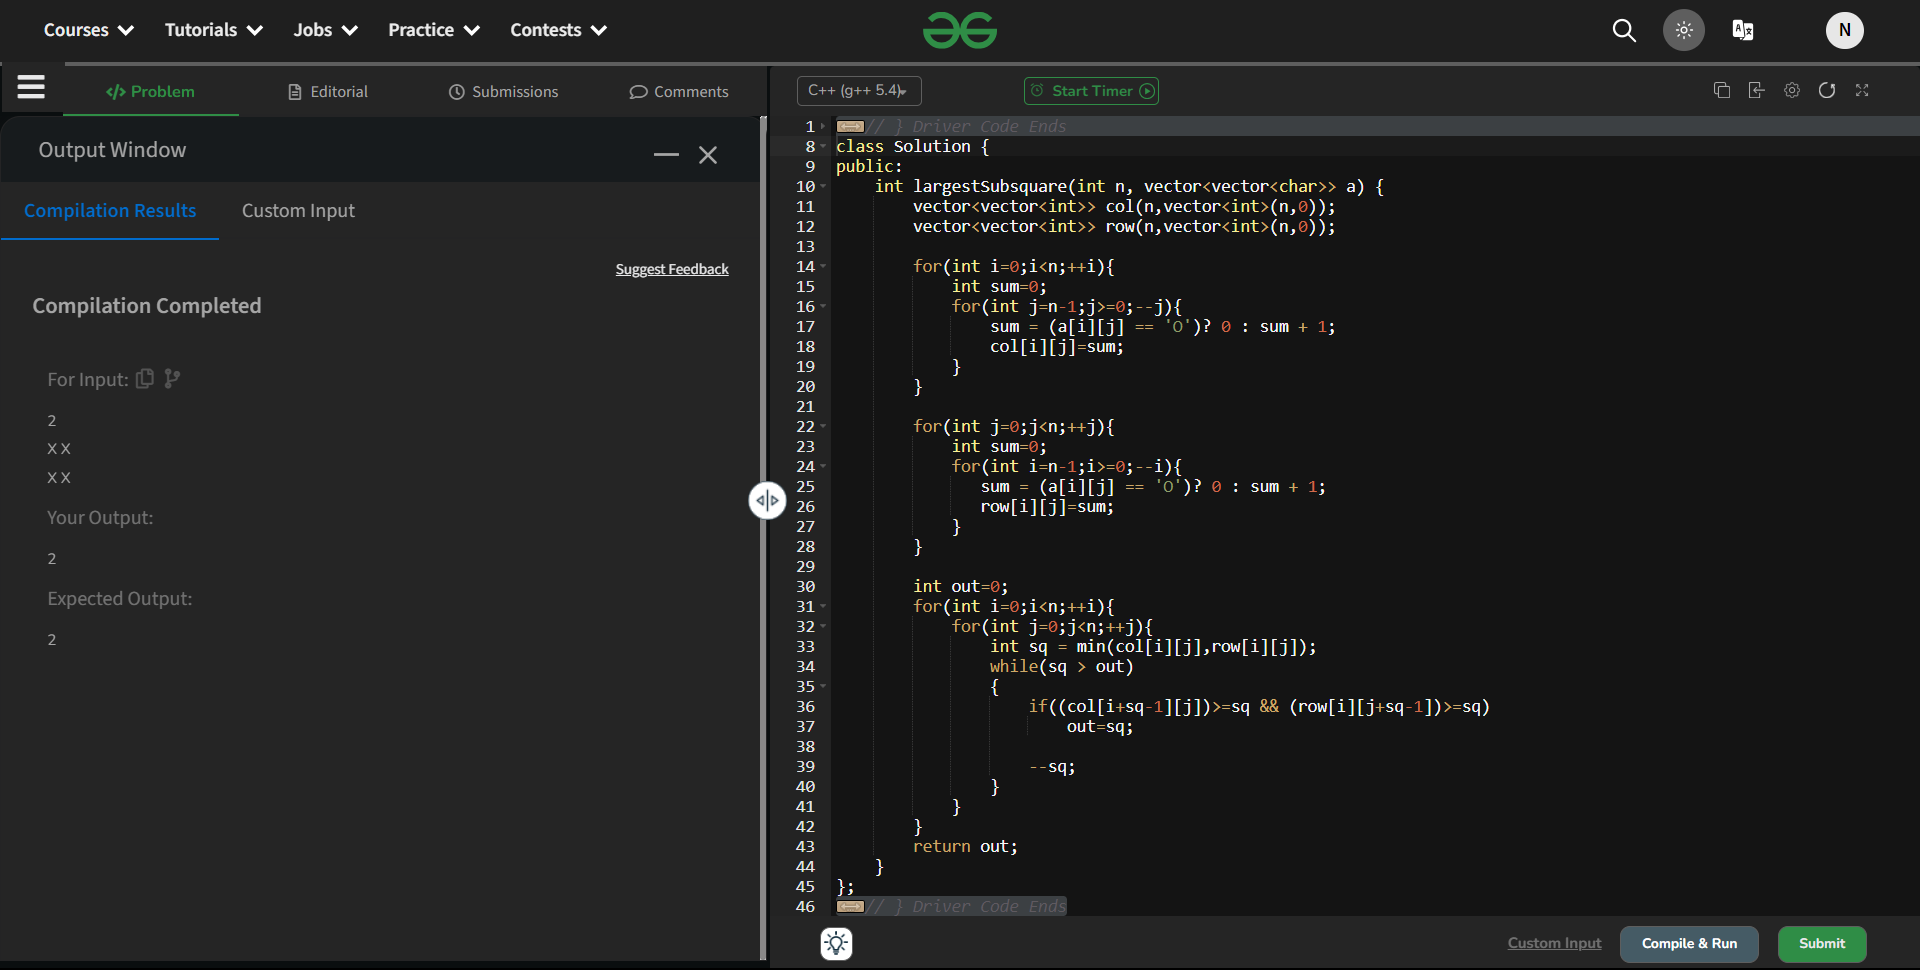 Courses Tutorials Jobs Practice Contests N
</> Problem Editorial Submissions Comments
Output Window
Compilation Results Custom Input
Suggest Feedback
Compilation Completed
For Input:
2
X X
X X
Your Output:
2
Expected Output:
2
C++ (g++ 5.4) Start Timer
1 // } Driver Code Ends
8 class Solution {
9 public:
10 int largestSubsquare(int n, vector<vector<char>> a) {
11 vector<vector<int>> col(n,vector<int>(n,0));
12 vector<vector<int>> row(n,vector<int>(n,0));
13
14 for(int i=0;i<n;++i){
15 int sum=0;
16 for(int j=n-1;j>=0;--j){
17 sum = (a[i][j] == 'O')? 0 : sum + 1;
18 col[i][j]=sum;
19 }
20 }
21
22 for(int j=0;j<n;++j){
23 int sum=0;
24 for(int i=n-1;i>=0;--i){
25 sum = (a[i][j] == 'O')? 0 : sum + 1;
26 row[i][j]=sum;
27 }
28 }
29
30 int out=0;
31 for(int i=0;i<n;++i){
32 for(int j=0;j<n;++j){
33 int sq = min(col[i][j],row[i][j]);
34 while(sq > out)
35 {
36 if((col[i+sq-1][j])>=sq && (row[i][j+sq-1])>=sq)
37 out=sq;
38
39 --sq;
40 }
41 }
42 }
43 return out;
44 }
45 };
46 // } Driver Code Ends
Custom Input Compile & Run Submit